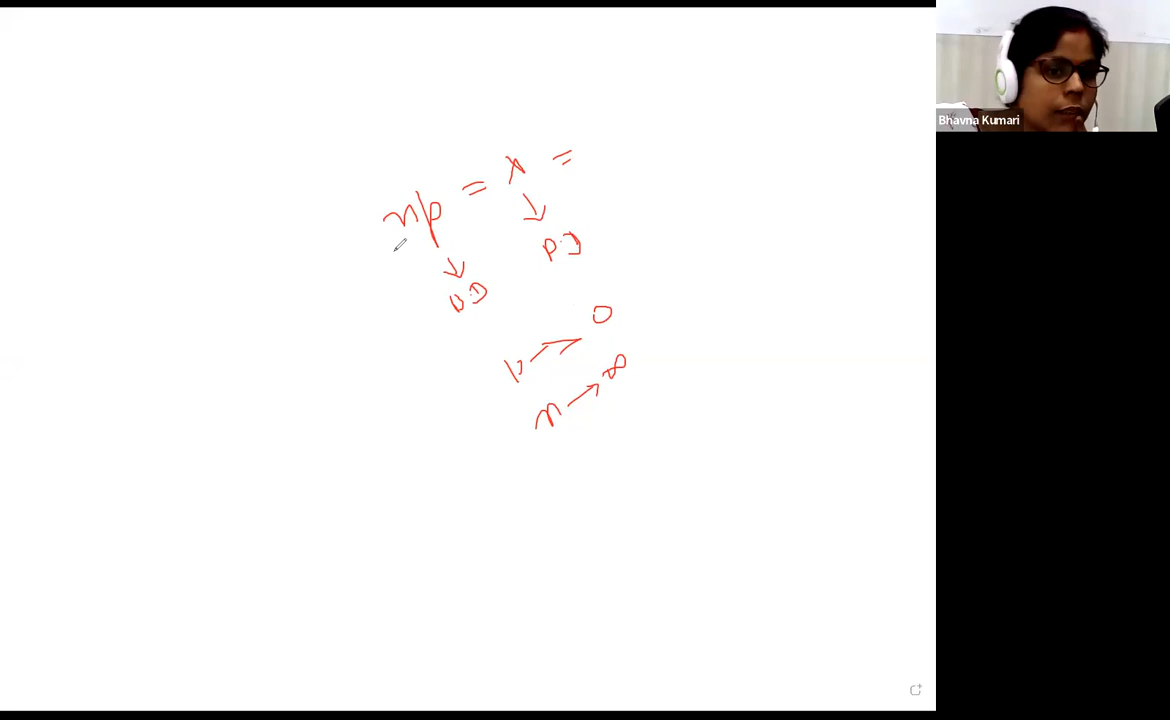 np = λ =
P.D
B.D
p → 0
n → ∞
Bhavna Kumari